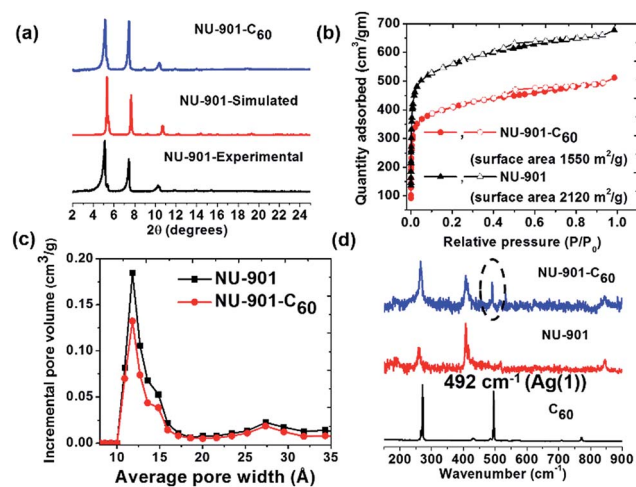 (a)
NU-901-C60
NU-901-Simulated
NU-901-Experimental
2 4 6 8 10 12 14 16 18 20 22 24
2θ (degrees)
(b)
Quantity adsorbed (cm3/gm)
700
600
500
400
300
200
100
0
, NU-901-C60
(surface area 1550 m2/g)
, NU-901
(surface area 2120 m2/g)
0.0 0.2 0.4 0.6 0.8 1.0
Relative pressure (P/P0)
(c)
Incremental pore volume (cm3/g)
0.20
0.15
0.10
0.05
0.00
NU-901
NU-901-C60
10 15 20 25 30 35
Average pore width (Å)
(d)
NU-901-C60
NU-901
492 cm-1 (Ag(1))
C60
200 300 400 500 600 700 800 900
Wavenumber (cm-1)